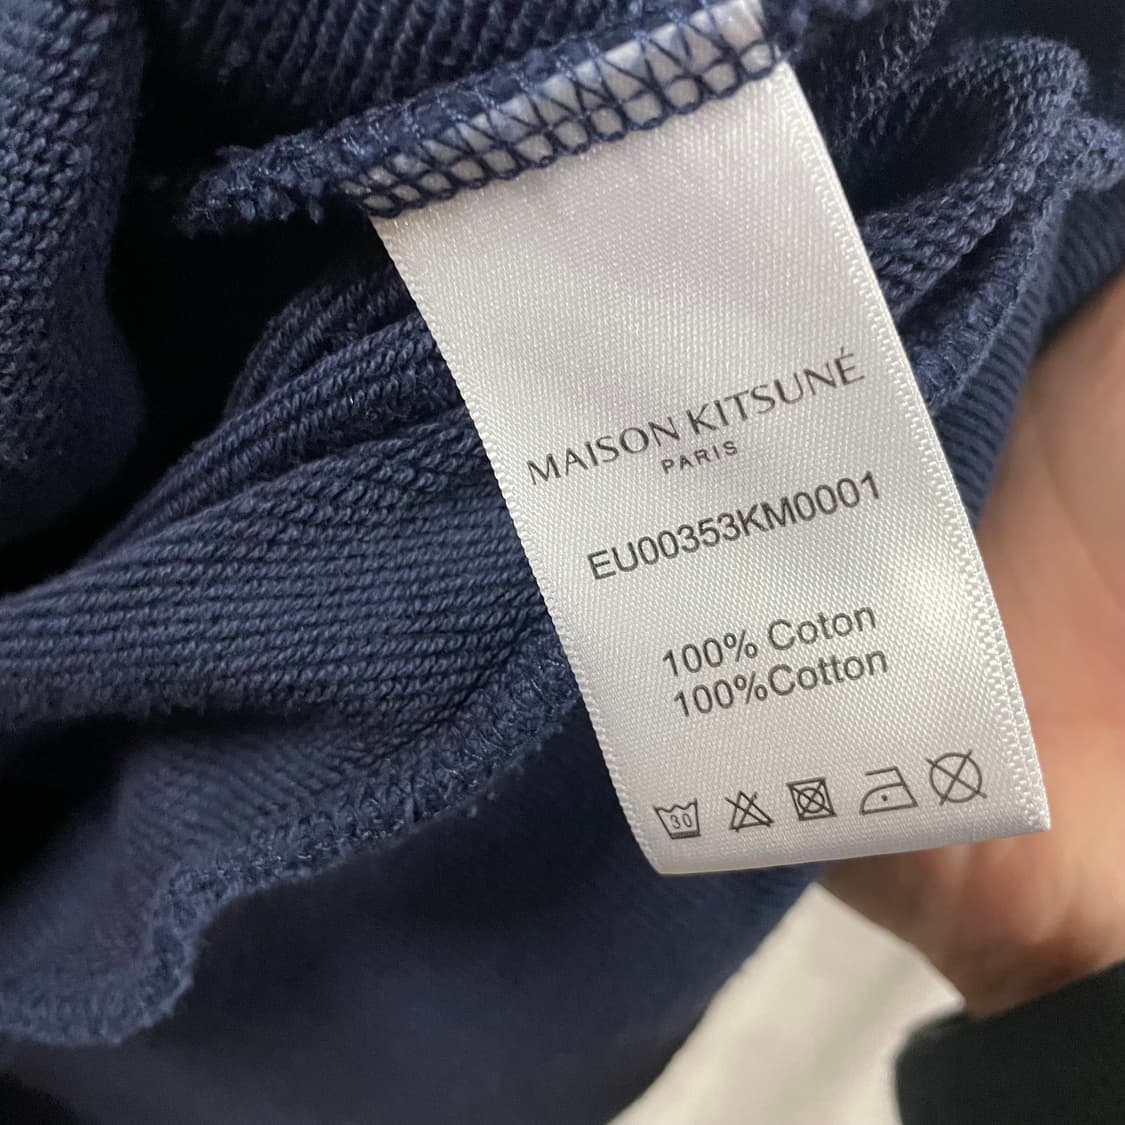 MAISON KITSUNÉ
PARIS
EU00353KM0001
100% Coton
100%Cotton
30